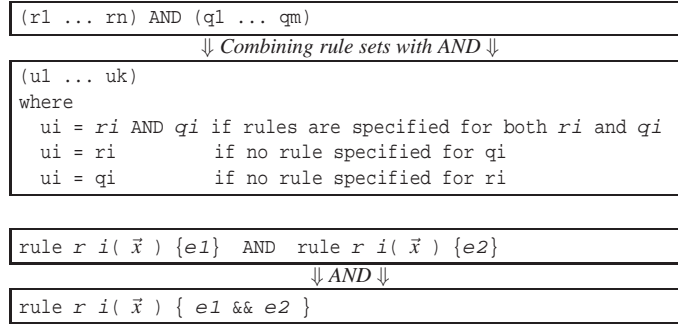 (r1 ... rn) AND (q1 ... qm)
⇓ Combining rule sets with AND ⇓
(u1 ... uk)
where
ui = ri AND qi if rules are specified for both ri and qi
ui = ri if no rule specified for qi
ui = qi if no rule specified for ri
rule r i( x⃗ ) {e1} AND rule r i( x⃗ ) {e2}
⇓ AND ⇓
rule r i( x⃗ ) { e1 && e2 }